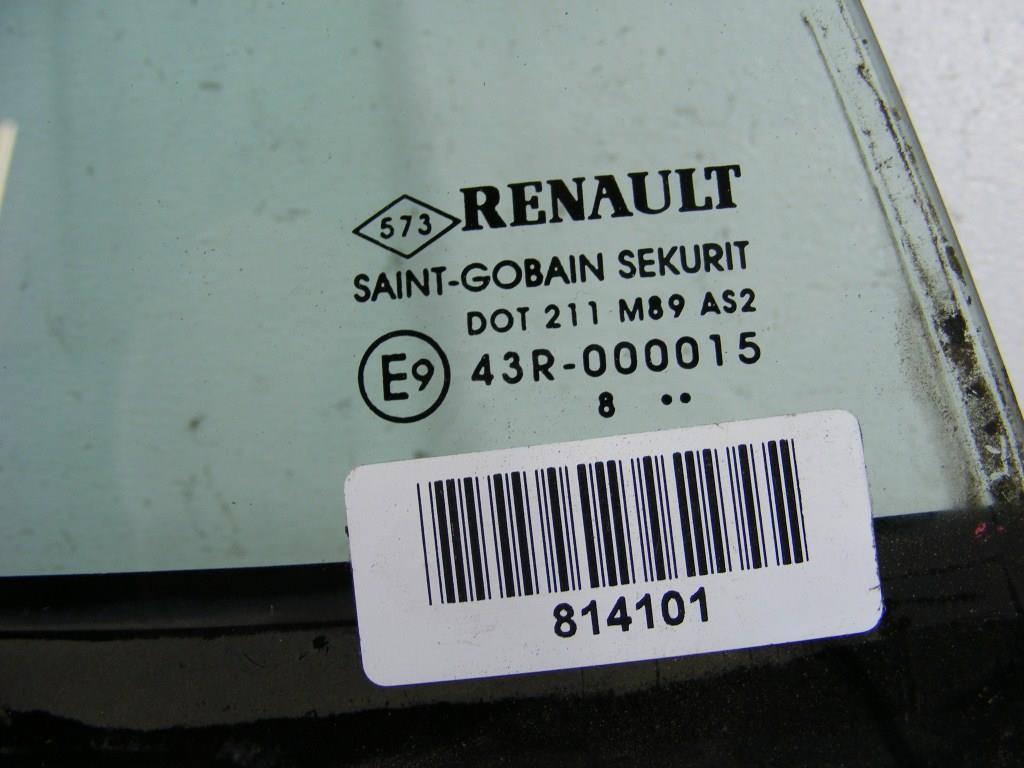 573 RENAULT
SAINT-GOBAIN SEKURIT
DOT 211 M89 AS2
E9 43R-000015
8 ••
814101